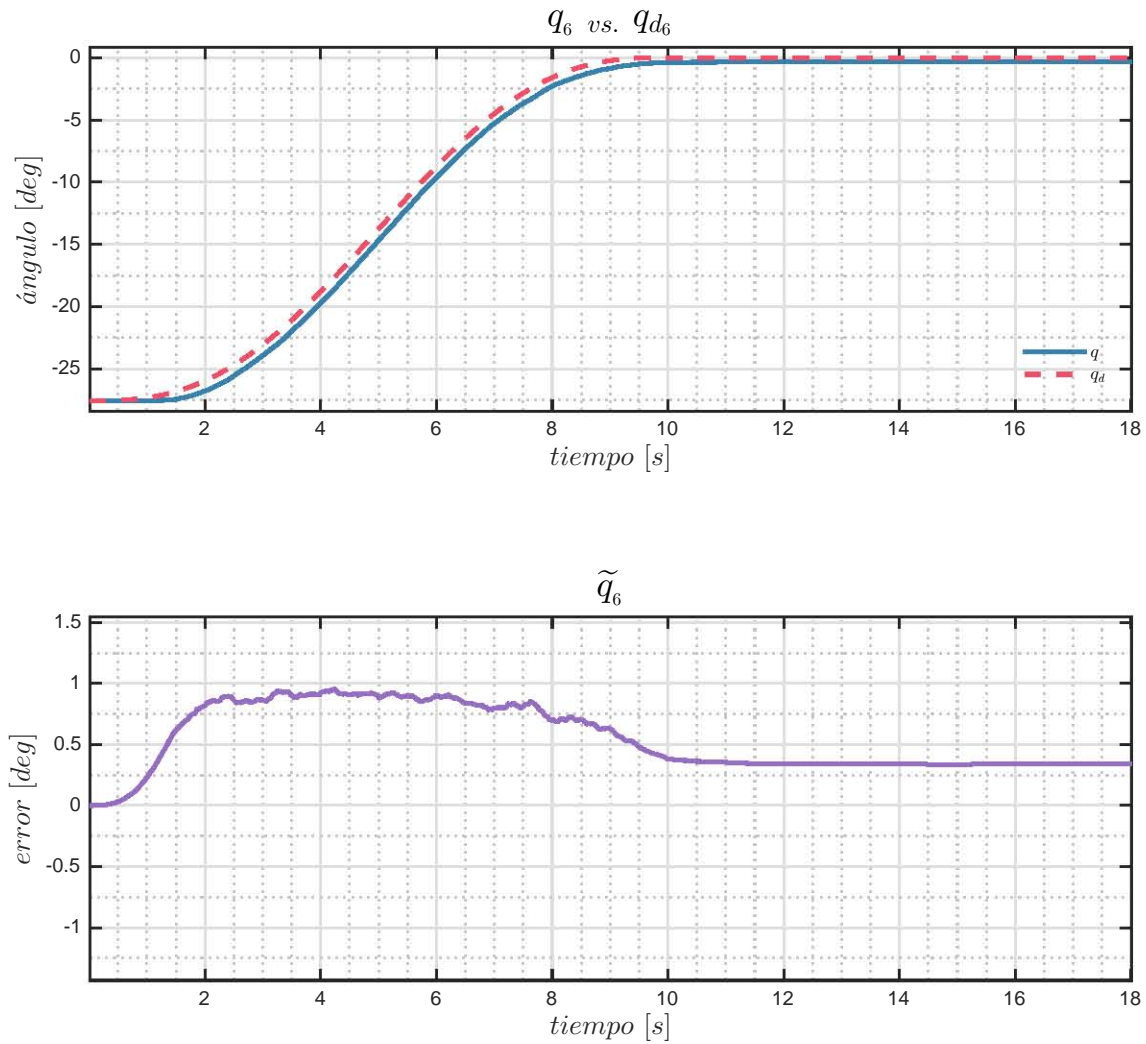 q₆ vs. q_d₆
0
-5
-10
-15
-20
-25
ángulo [deg]
q
q_d
2 4 6 8 10 12 14 16 18
tiempo [s]
q̃₆
1.5
1
0.5
0
-0.5
-1
error [deg]
2 4 6 8 10 12 14 16 18
tiempo [s]